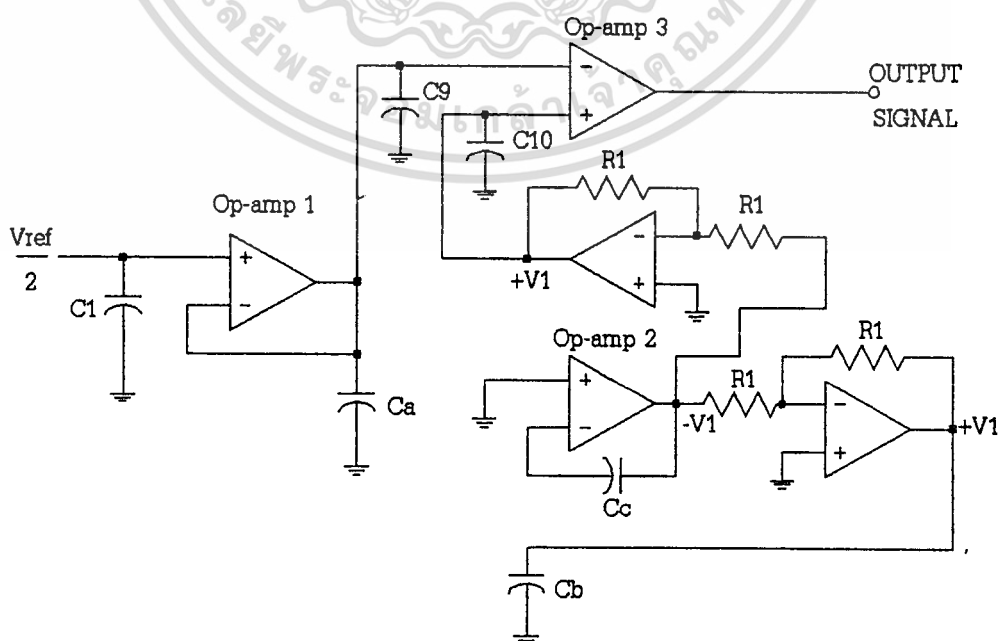 Op-amp 3
OUTPUT
SIGNAL
C9
C10
R1
R1
Op-amp 1
Vref
2
C1
+V1
Op-amp 2
R1
R1
-V1
+V1
Ca
Cc
Cb